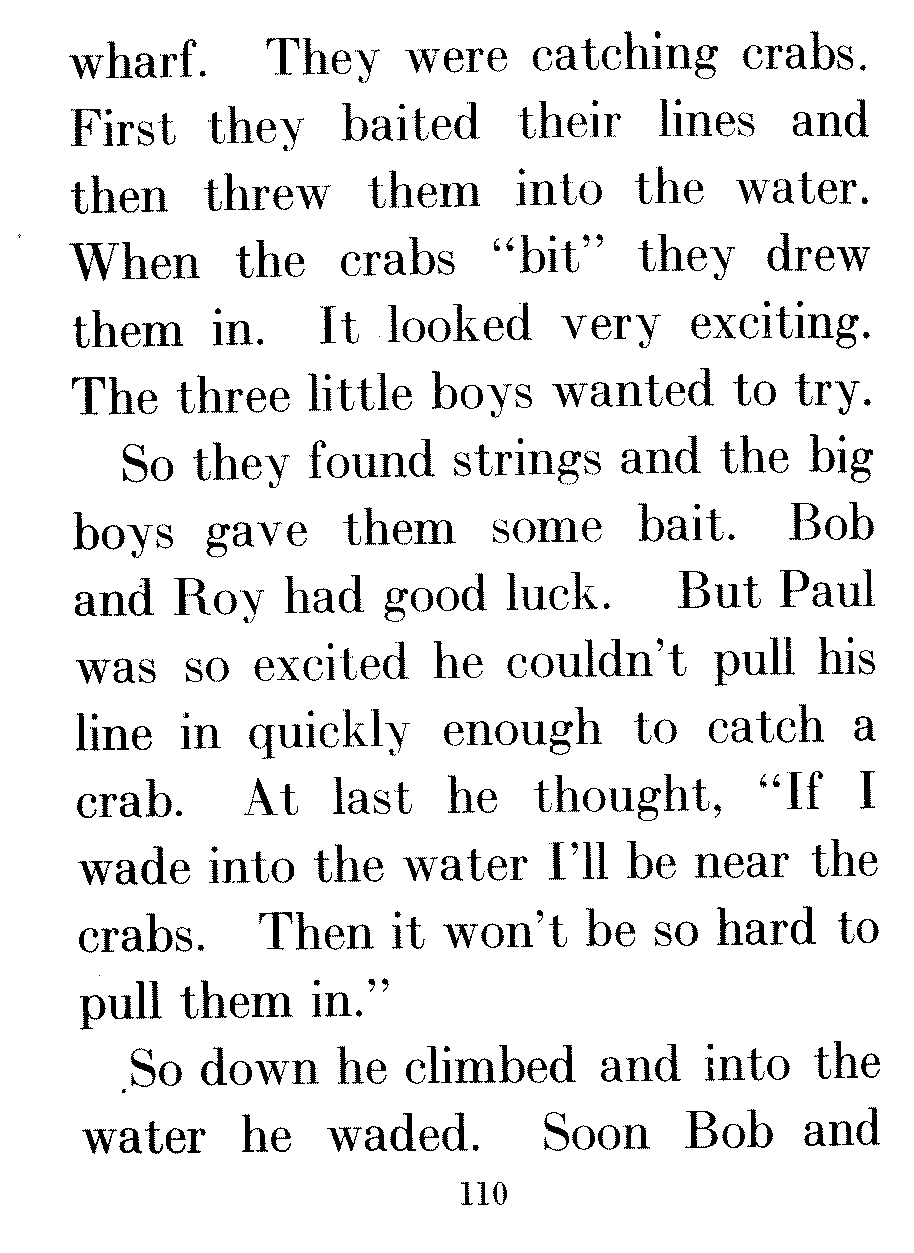 wharf. They were catching crabs.
First they baited their lines and
then threw them into the water.
When the crabs “bit” they drew
them in. It looked very exciting.
The three little boys wanted to try.
So they found strings and the big
boys gave them some bait. Bob
and Roy had good luck. But Paul
was so excited he couldn’t pull his
line in quickly enough to catch a
crab. At last he thought, “If I
wade into the water I’ll be near the
crabs. Then it won’t be so hard to
pull them in.”
So down he climbed and into the
water he waded. Soon Bob and
110